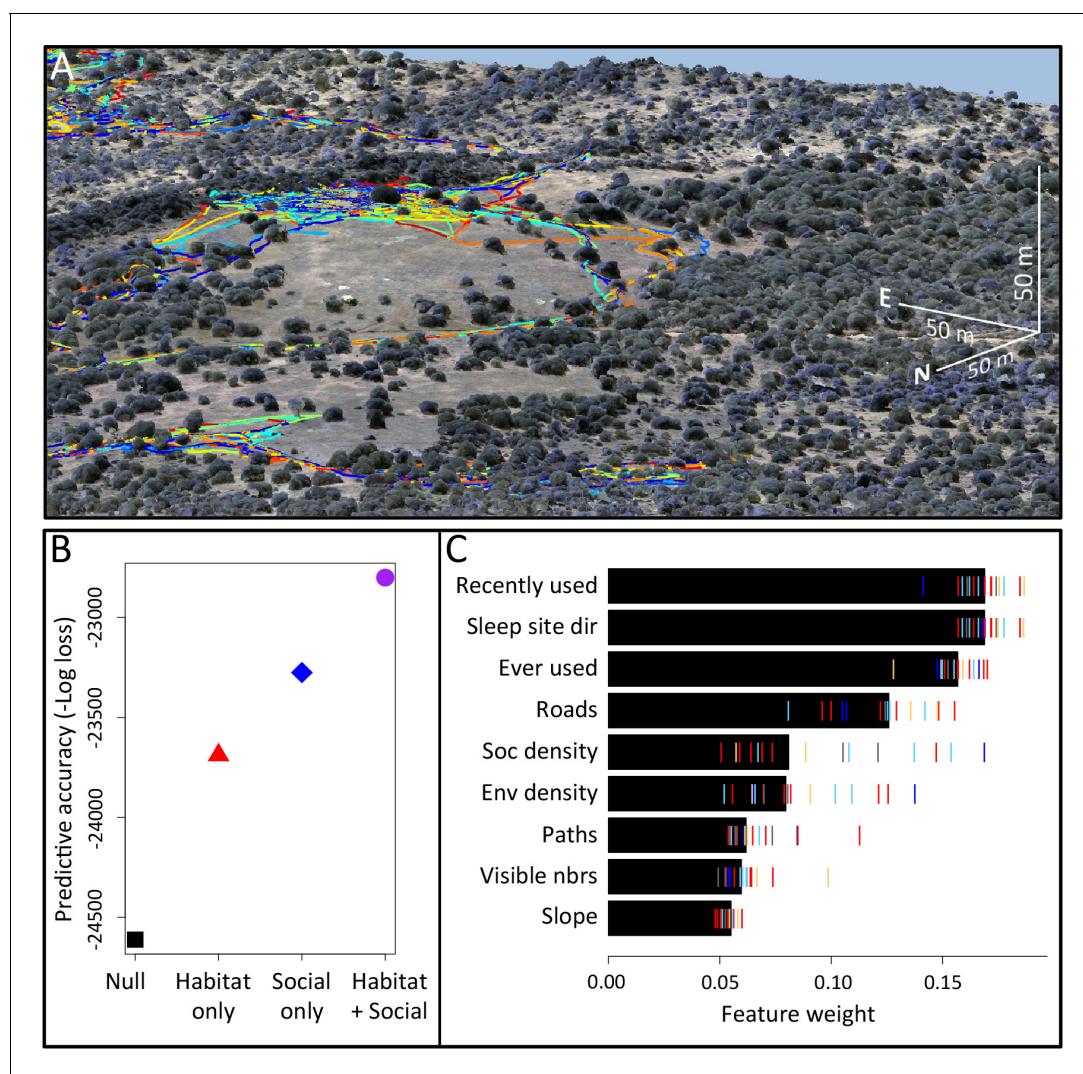 A
50 m
E
50 m
N
50 m
B
Predictive accuracy (-Log loss)
-23000
-23500
-24000
-24500
Null
Habitat only
Social only
Habitat + Social
C
Recently used
Sleep site dir
Ever used
Roads
Soc density
Env density
Paths
Visible nbrs
Slope
0.00 0.05 0.10 0.15
Feature weight